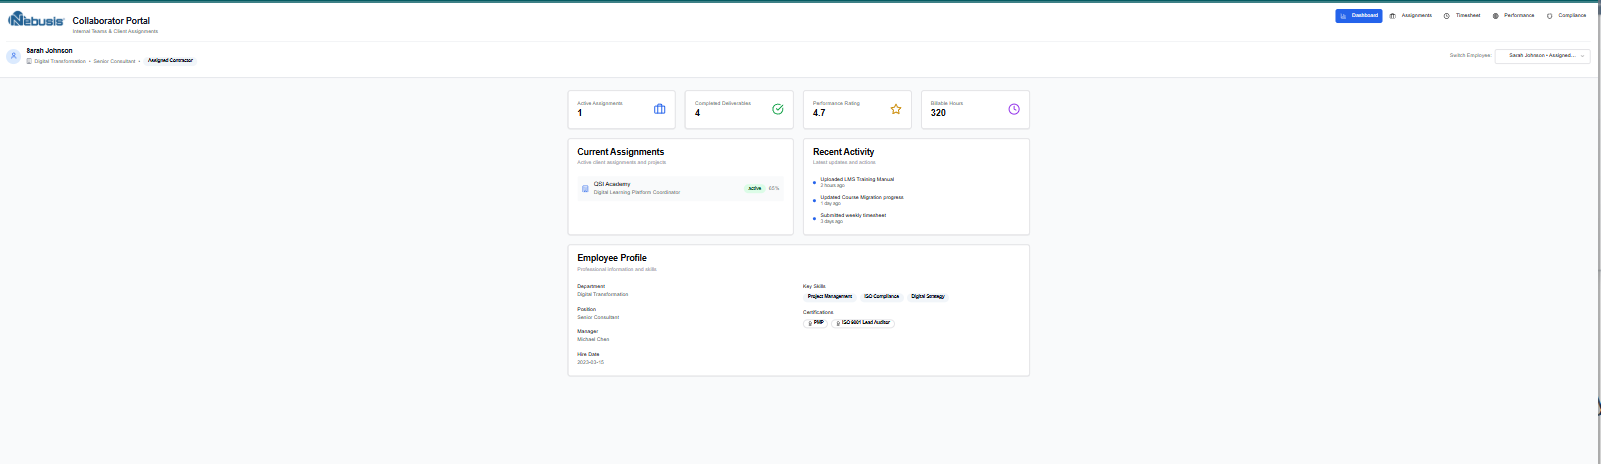 Nebusis
Collaborator Portal
Internal Teams & Client Assignments
Dashboard
Assignments
Timesheet
Performance
Compliance
Sarah Johnson
Digital Transformation • Senior Consultant •
Assigned Contractor
Switch Employee:
Sarah Johnson • Assigned...
Active Assignments
1
Completed Deliverables
4
Performance Rating
4.7
Billable Hours
320
Current Assignments
Active client assignments and projects
QSI Academy
Digital Learning Platform Coordinator
active
60%
Recent Activity
Latest updates and actions
Uploaded LMS Training Manual
2 hours ago
Updated Course Migration progress
1 day ago
Submitted weekly timesheet
3 days ago
Employee Profile
Professional information and skills
Department
Digital Transformation
Position
Senior Consultant
Manager
Michael Chen
Hire Date
2023-03-15
Key Skills
Project Management
ISO Compliance
Digital Strategy
Certifications
PMP
ISO 9001 Lead Auditor